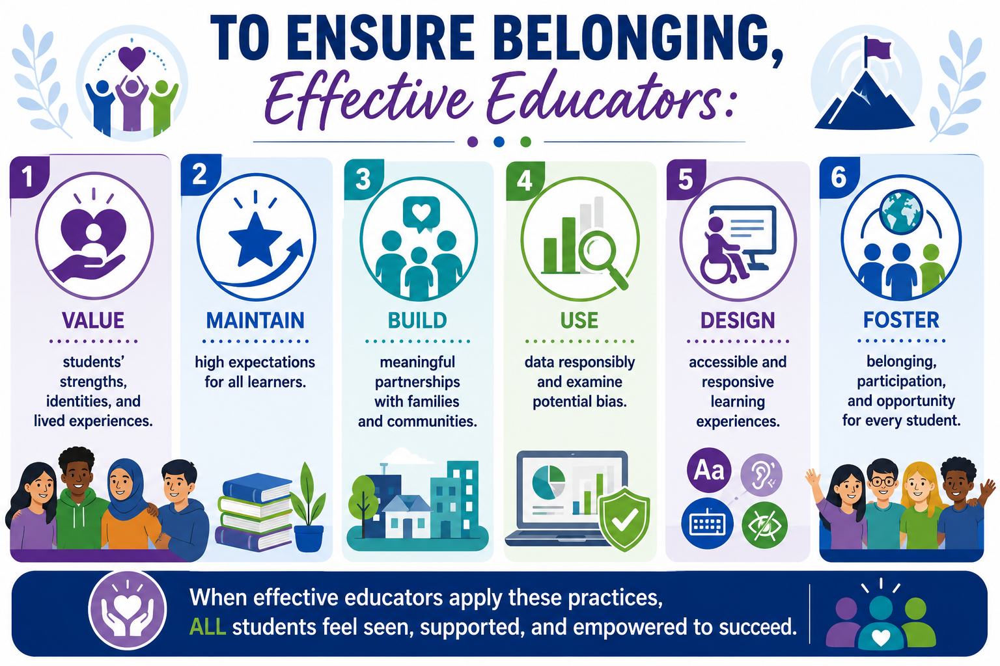 TO ENSURE BELONGING,
Effective Educators:
1
VALUE
students’
strengths,
identities, and
lived experiences.
2
MAINTAIN
high expectations
for all learners.
3
BUILD
meaningful
partnerships
with families
and communities.
4
USE
data responsibly
and examine
potential bias.
5
DESIGN
accessible and
responsive
learning
experiences.
Aa
6
FOSTER
belonging,
participation,
and opportunity
for every student.
When effective educators apply these practices,
ALL students feel seen, supported, and empowered to succeed.